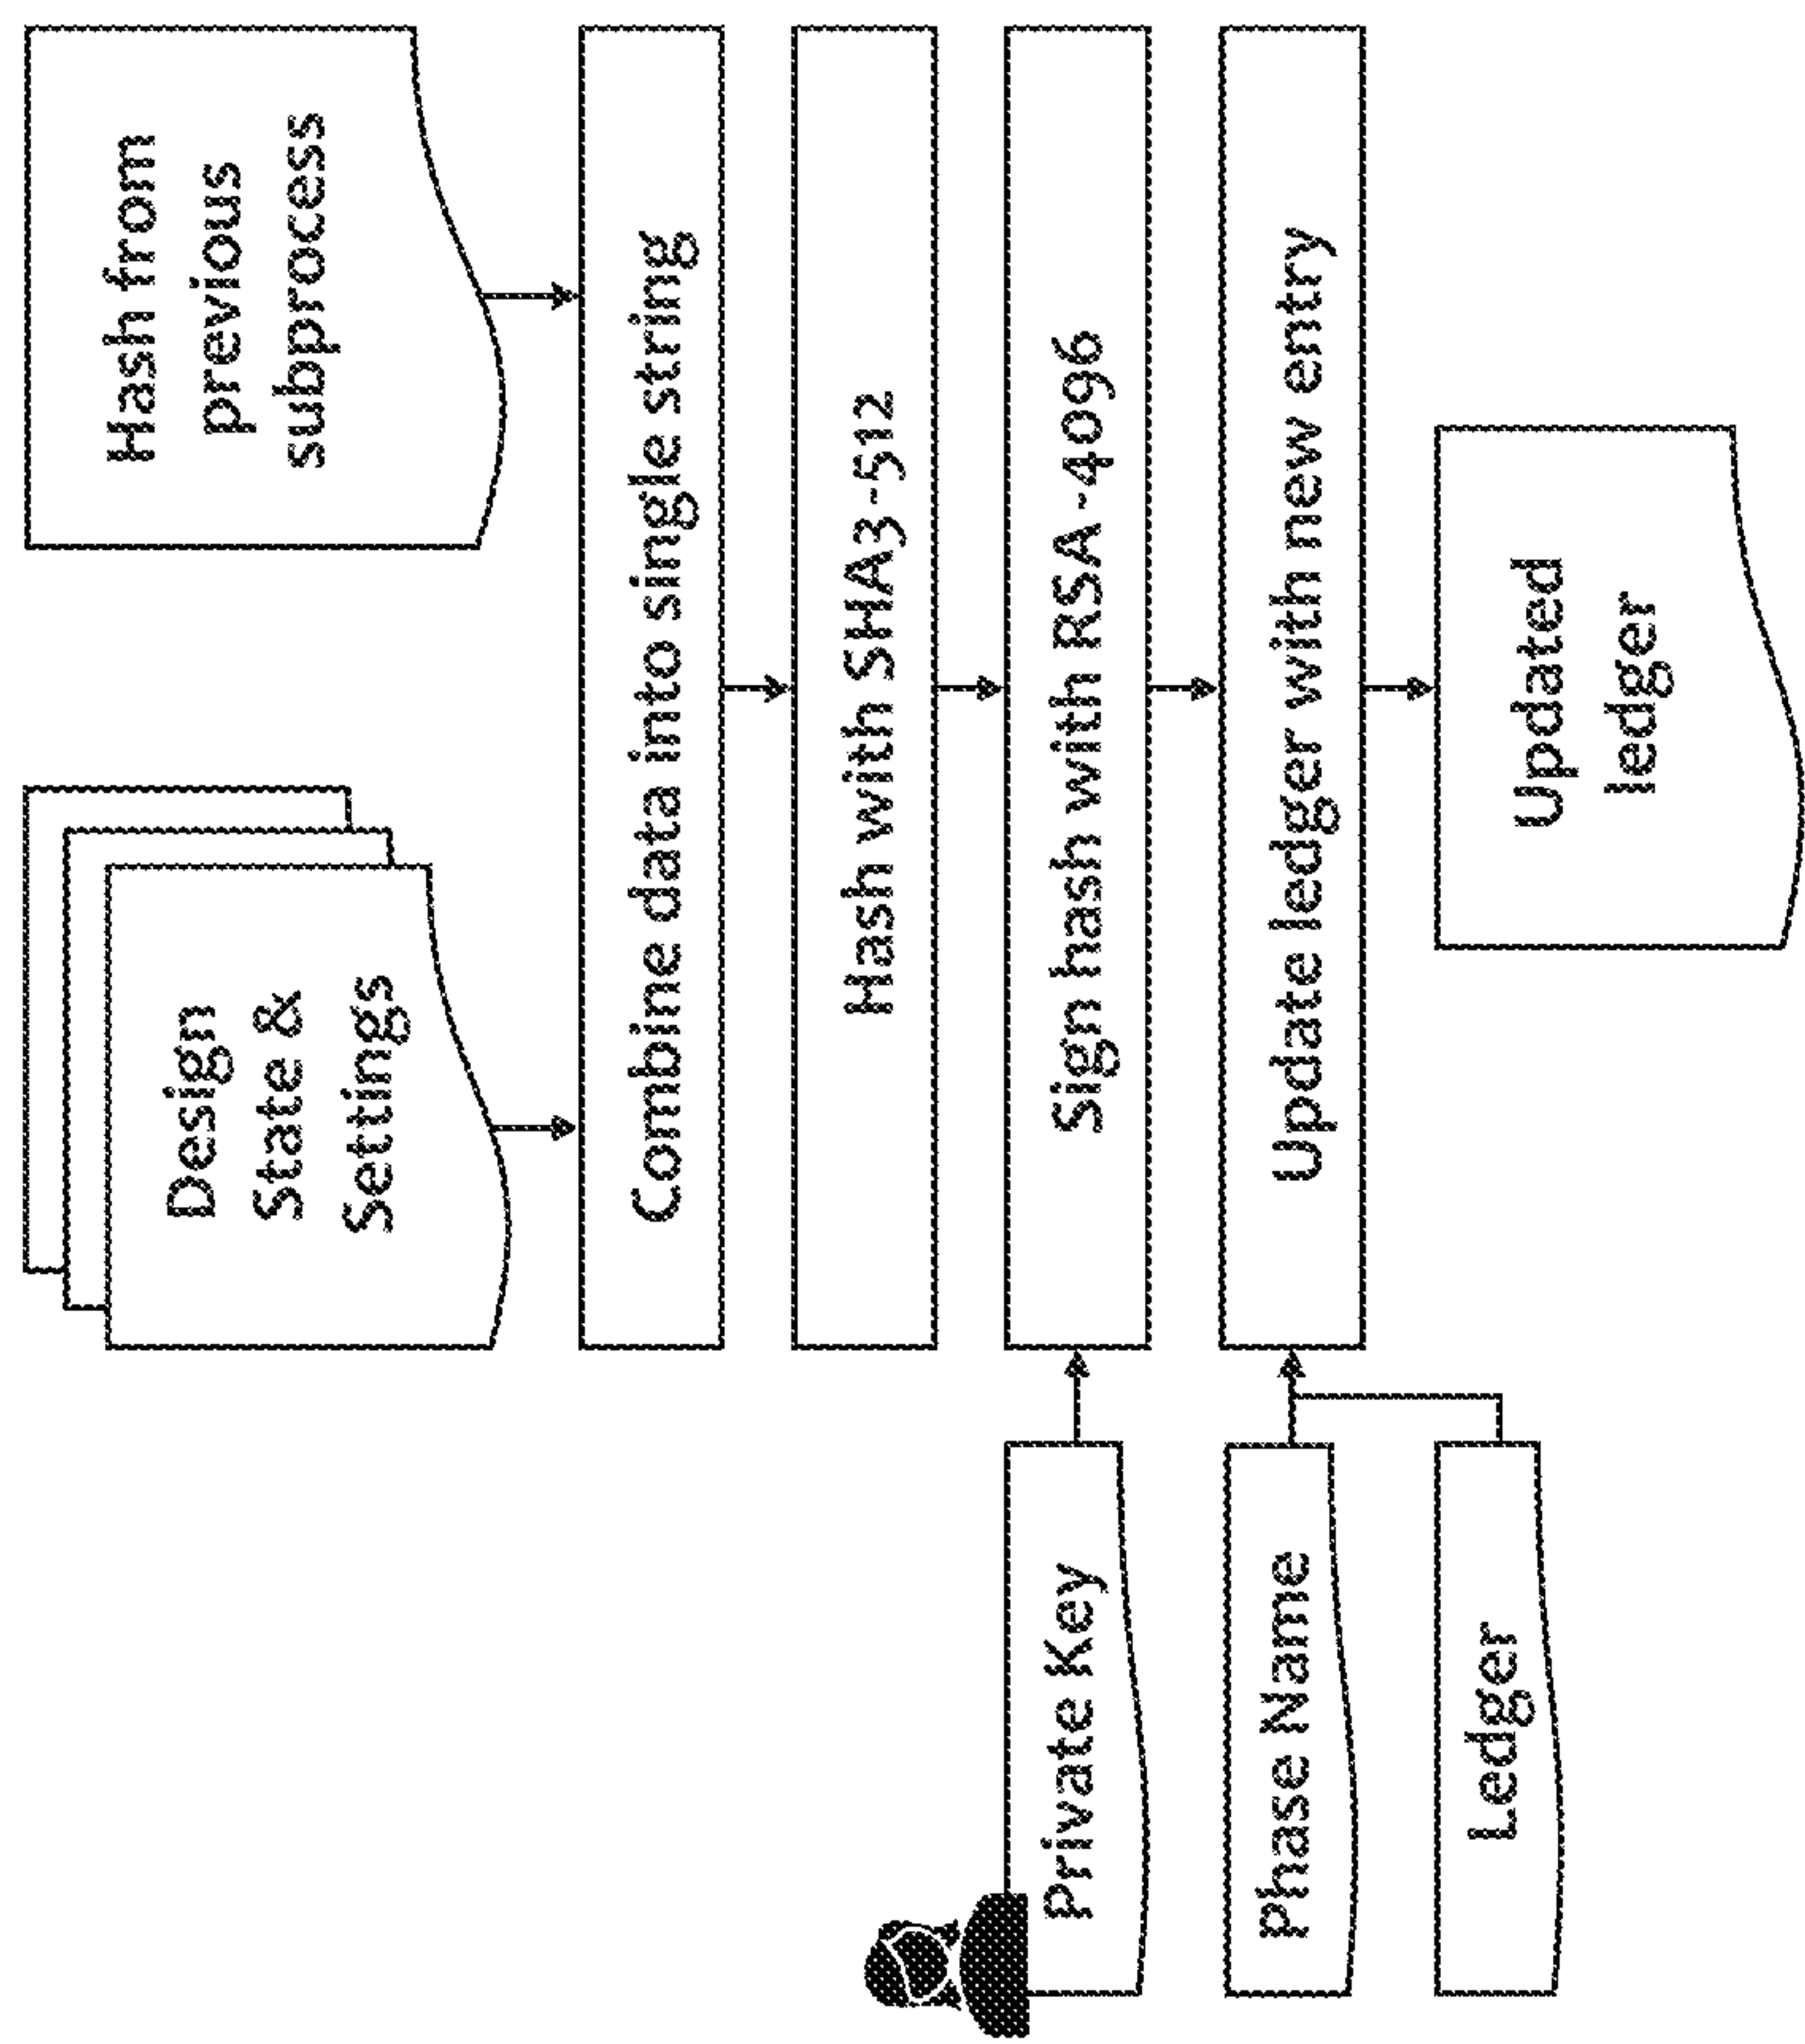 Design
State &
Settings
Hash from
previous
subprocess
Combine data into single string
Hash with SHA3-512
Private Key
Sign hash with RSA-4096
Phase Name
Update ledger with new entry
Ledger
Updated
ledger